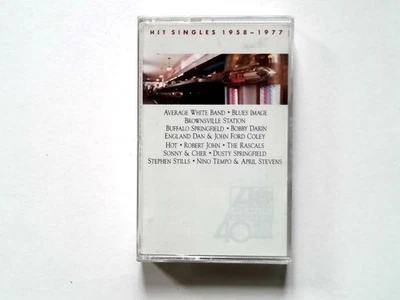 HIT SINGLES 1958-1977
AVERAGE WHITE BAND • BLUES IMAGE
BROWNSVILLE STATION
BUFFALO SPRINGFIELD • BOBBY DARIN
ENGLAND DAN & JOHN FORD COLEY
HOT • ROBERT JOHN • THE RASCALS
SONNY & CHER • DUSTY SPRINGFIELD
STEPHEN STILLS • NINO TEMPO & APRIL STEVENS
40